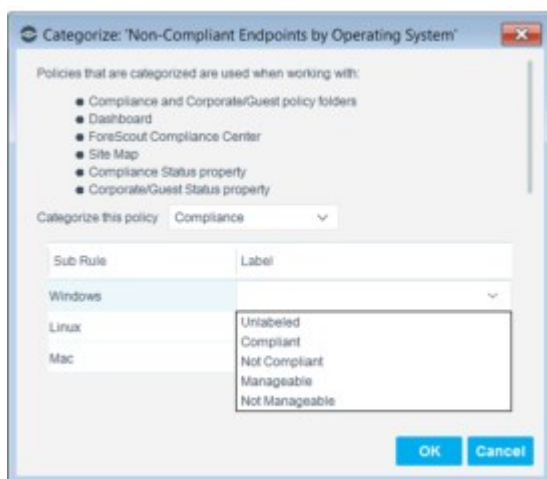 Categorize: 'Non-Compliant Endpoints by Operating System'
Policies that are categorized are used when working with:
Compliance and Corporate/Guest policy folders
Dashboard
ForeScout Compliance Center
Site Map
Compliance Status property
Corporate/Guest Status property
Categorize this policy Compliance
Sub Rule Label
Windows
Unlabeled
Linux
Compliant
Mac
Not Compliant
Manageable
Not Manageable
OK Cancel